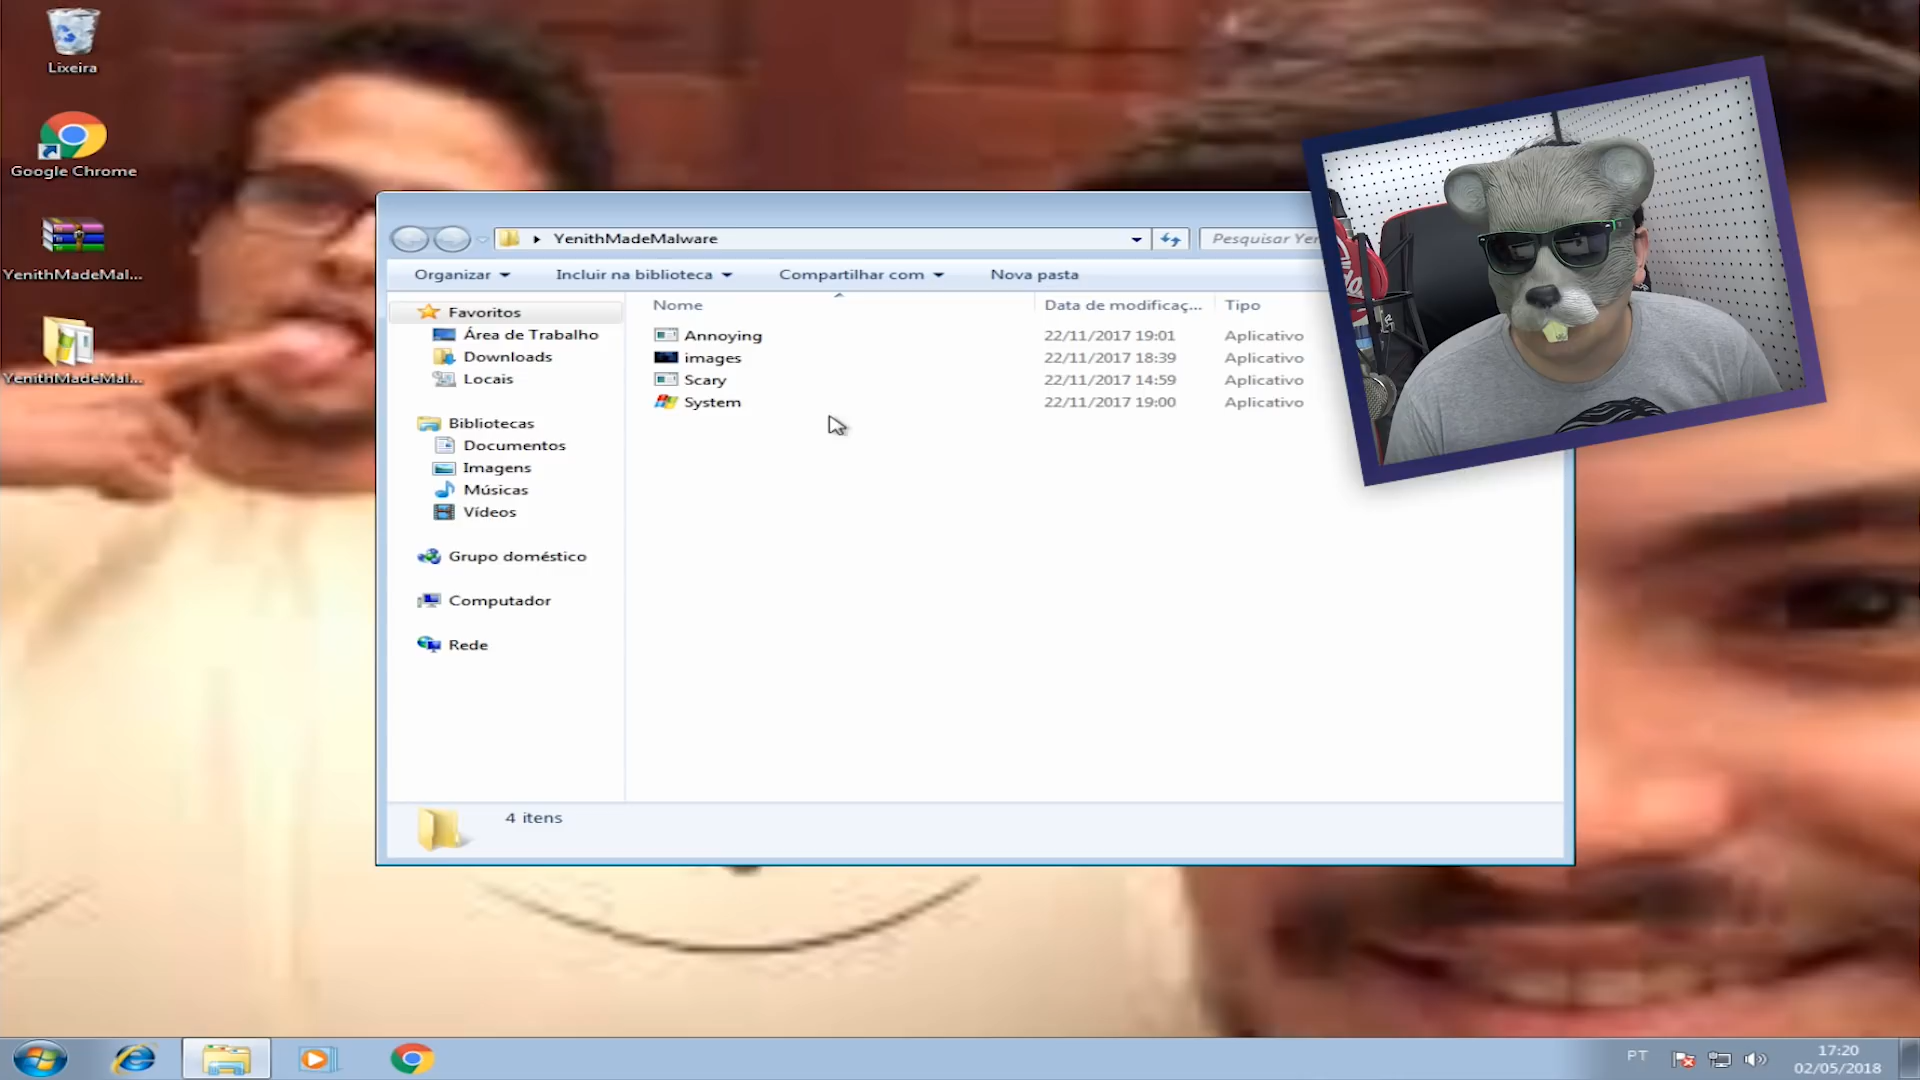 Lixeira
Google Chrome
YenithMadeMal...
YenithMadeMal...
YenithMadeMalware
Pesquisar Yen
Organizar
Incluir na biblioteca
Compartilhar com
Nova pasta
Nome
Data de modificaç...
Tipo
Favoritos
Área de Trabalho
Downloads
Locais
Bibliotecas
Documentos
Imagens
Músicas
Vídeos
Grupo doméstico
Computador
Rede
Annoying 22/11/2017 19:01 Aplicativo
images 22/11/2017 18:39 Aplicativo
Scary 22/11/2017 14:59 Aplicativo
System 22/11/2017 19:00 Aplicativo
4 itens
PT
17:20
02/05/2018